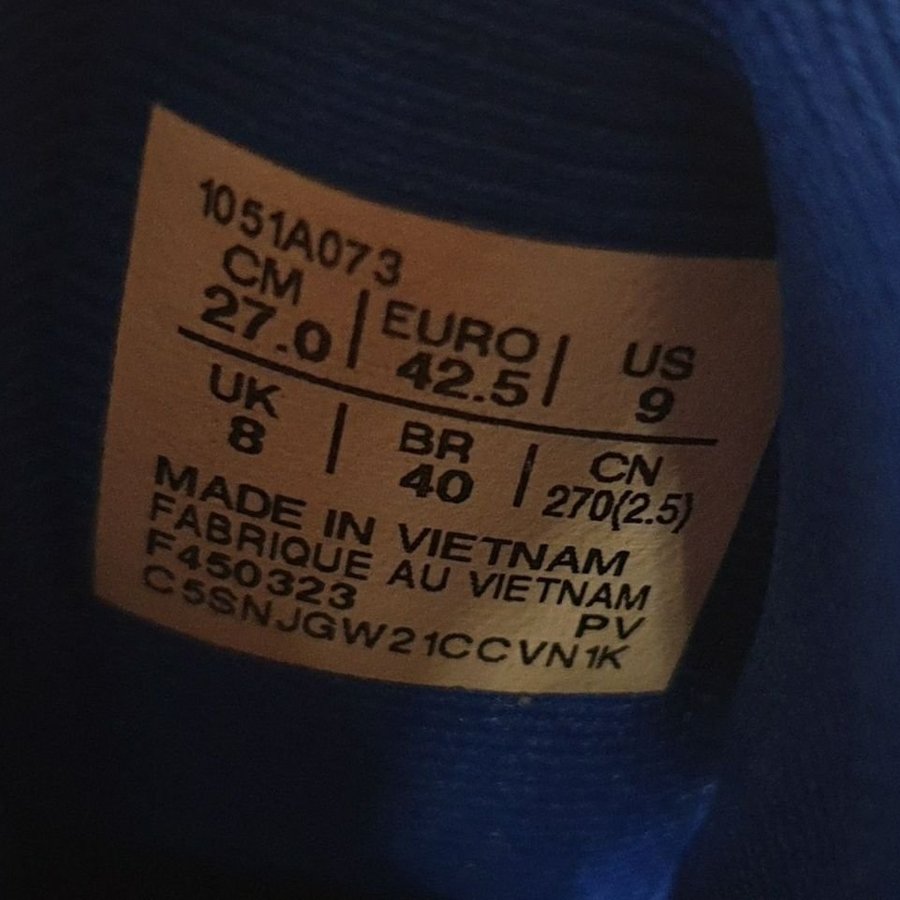 1051A073
CM | EURO | US
27.0 | 42.5 | 9
UK | BR | CN
8 | 40 | 270(2.5)
MADE IN VIETNAM
FABRIQUE AU VIETNAM
F450323 PV
C5SNJGW21CCVN1K